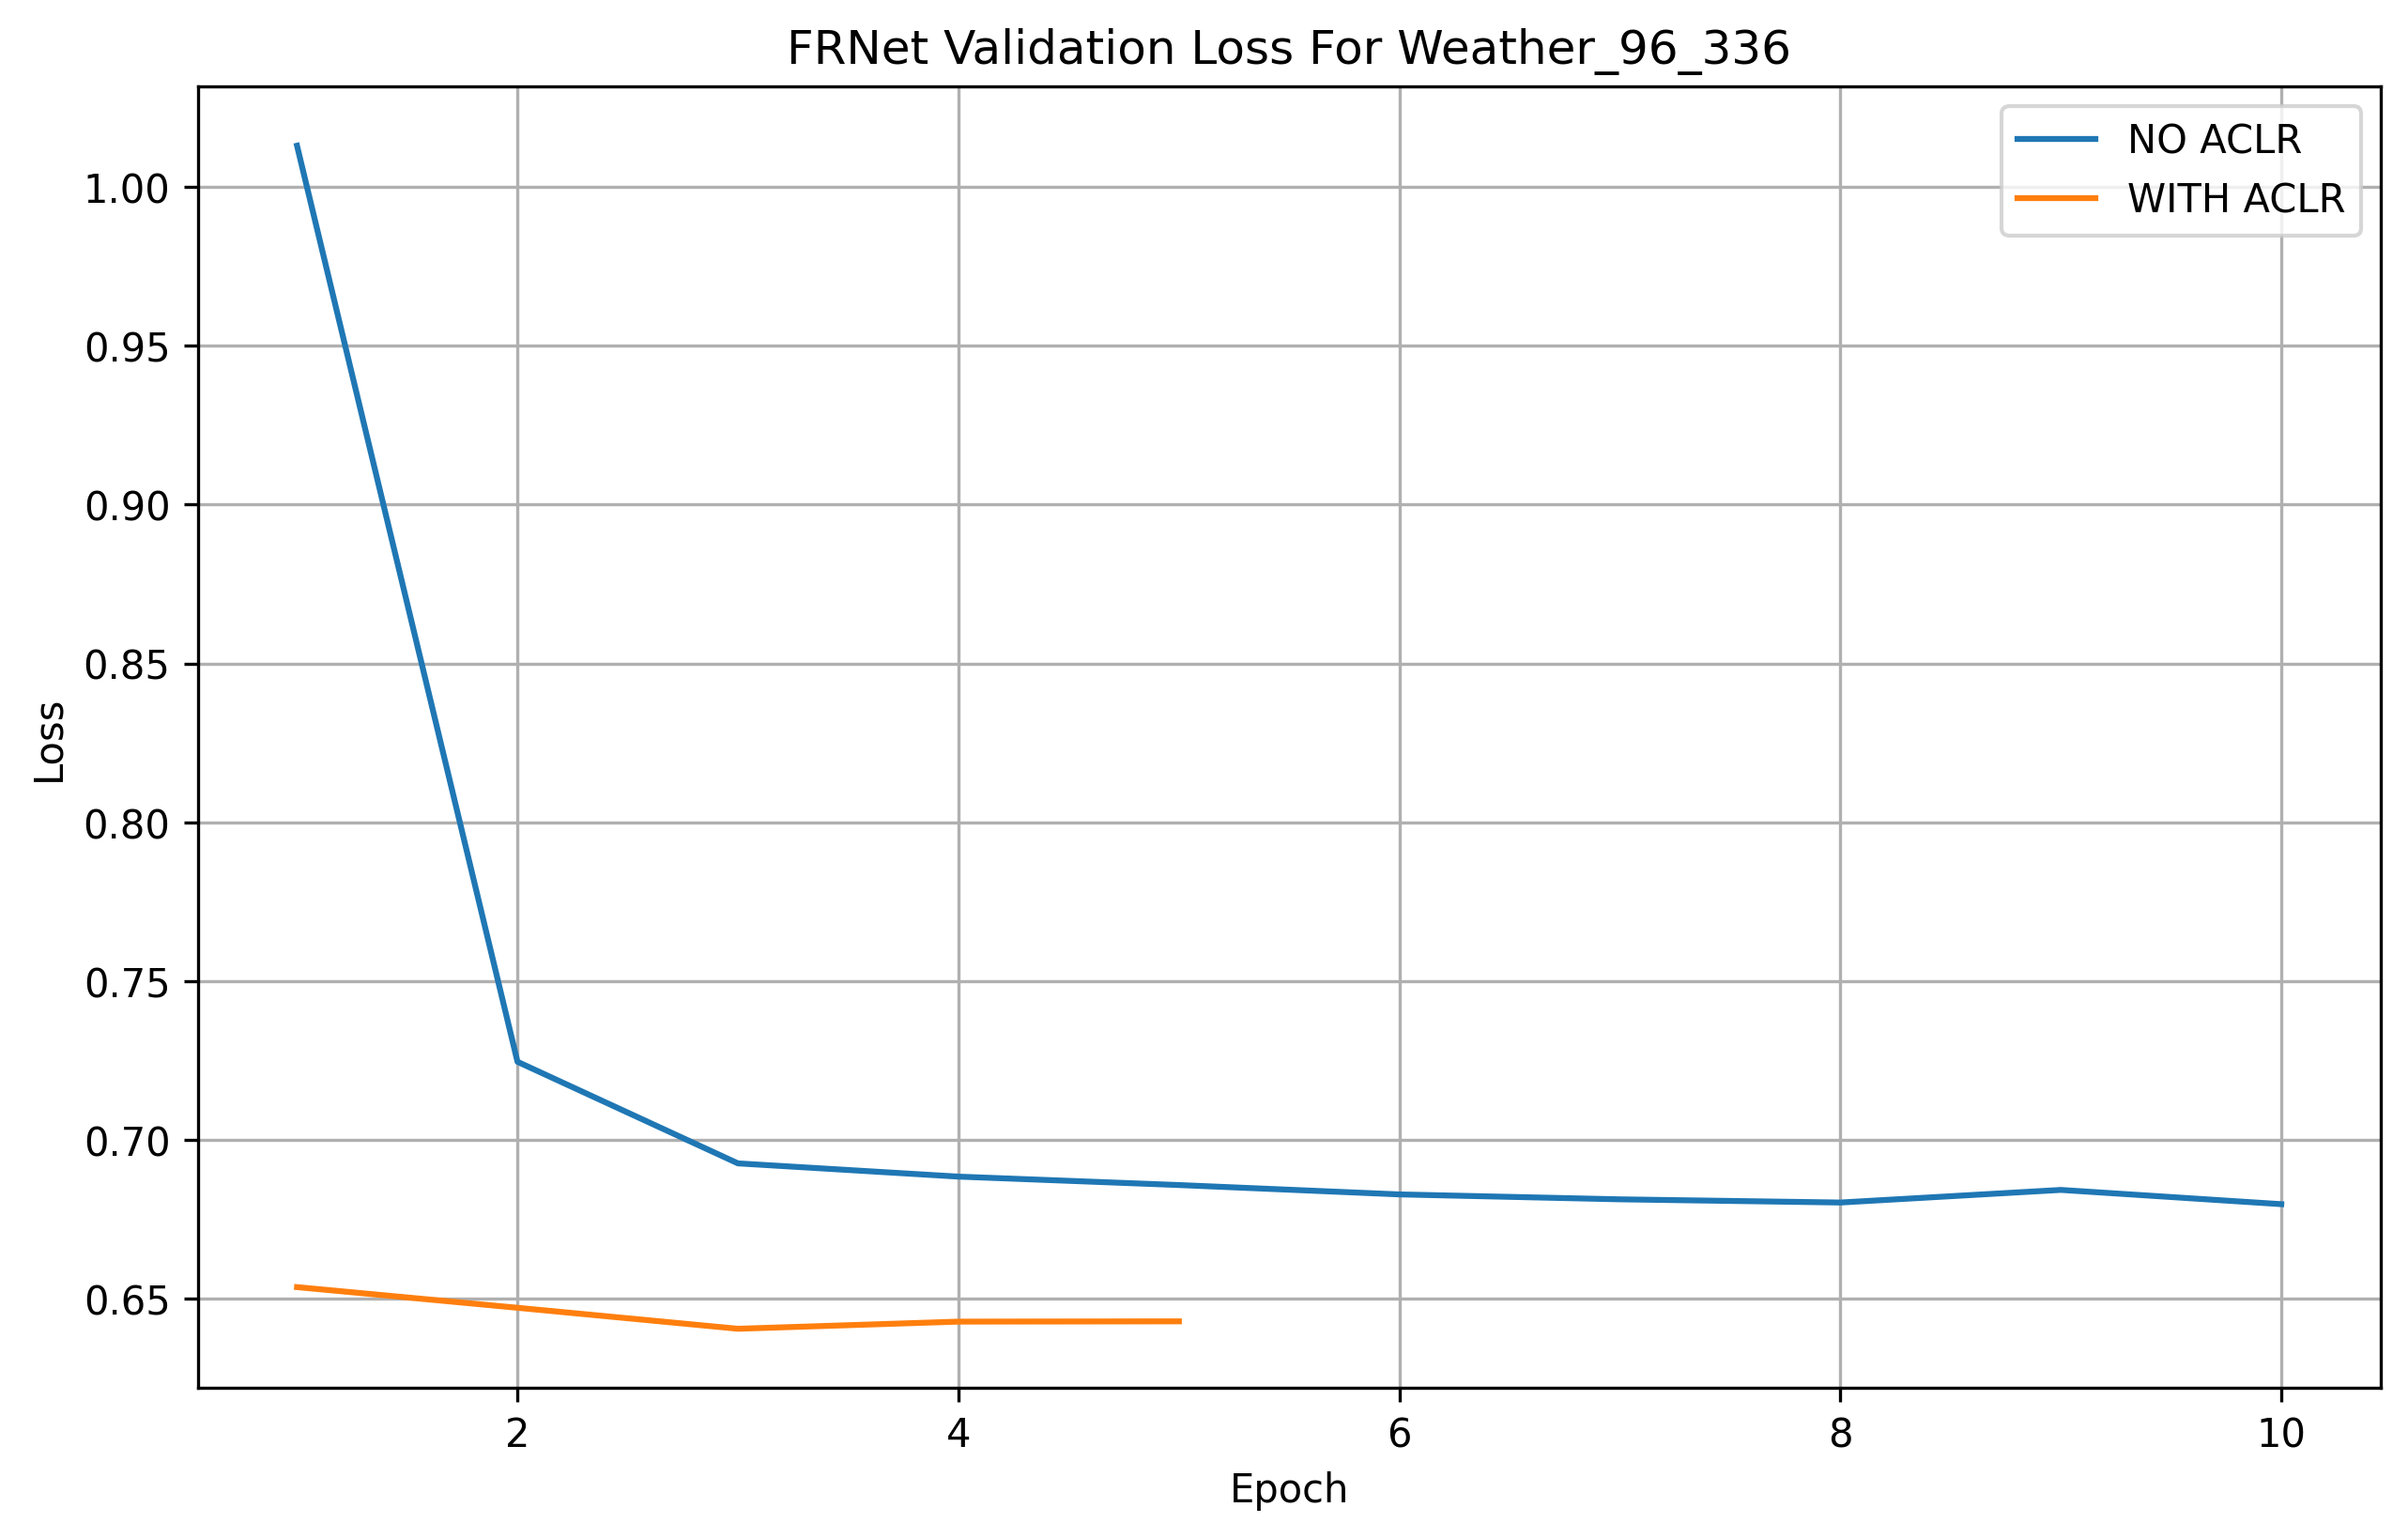 FRNet Validation Loss For Weather_96_336
NO ACLR
WITH ACLR
1.00
0.95
0.90
0.85
0.80
0.75
0.70
0.65
Loss
2 4 6 8 10
Epoch